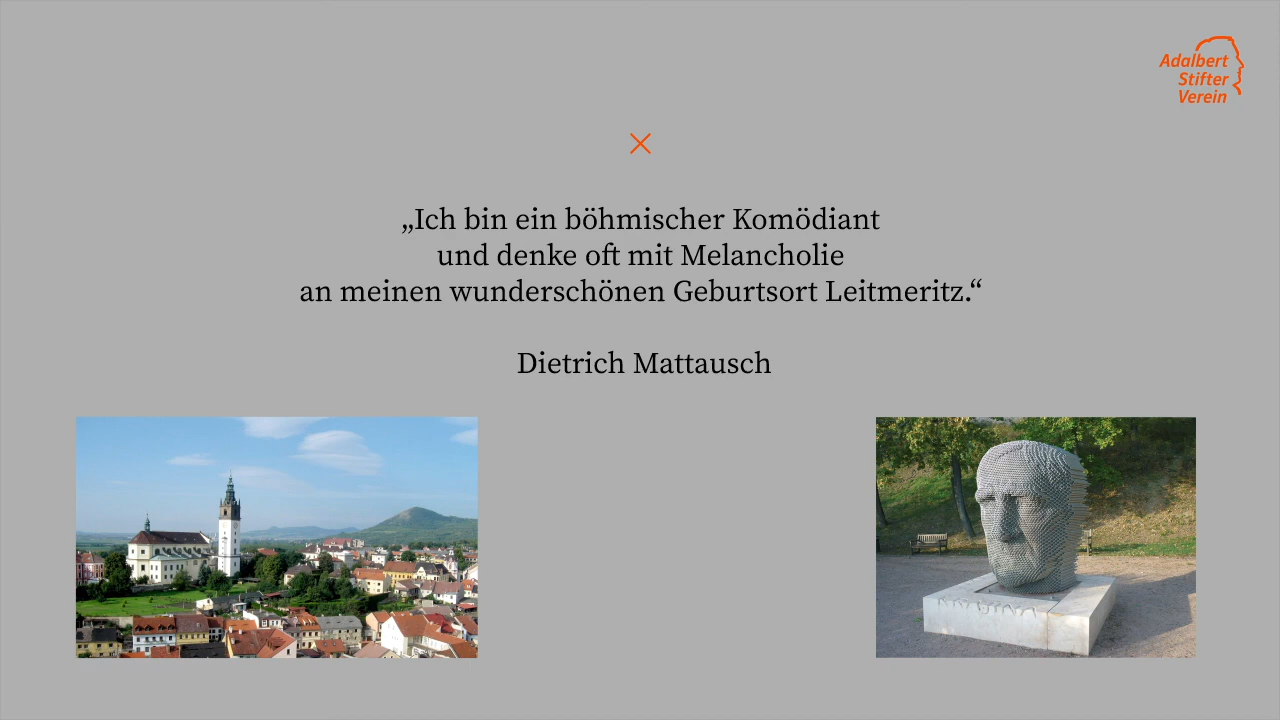 Adalbert
Stifter
Verein
„Ich bin ein böhmischer Komödiant
und denke oft mit Melancholie
an meinen wunderschönen Geburtsort Leitmeritz.“
Dietrich Mattausch